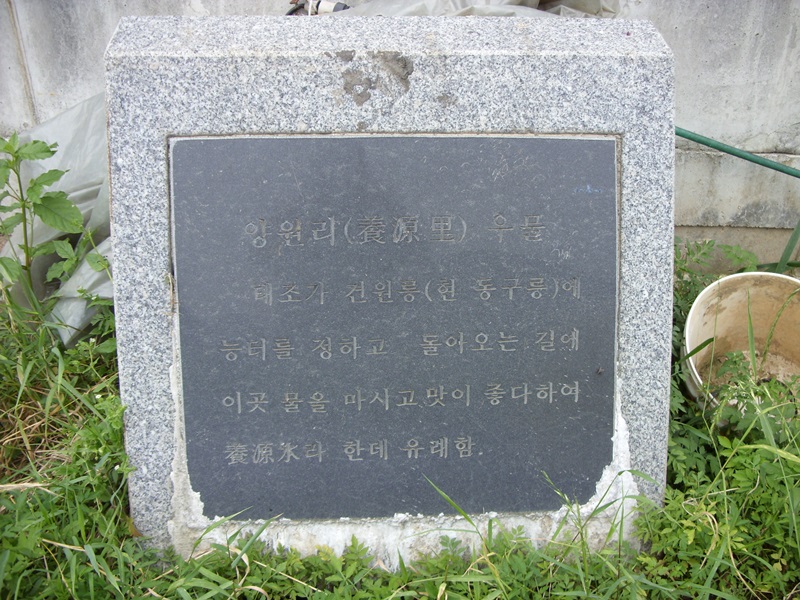 양원리(養源里) 우물
태조가 건원릉(현 동구릉)에
능터를 정하고 돌아오는 길에
이곳 물을 마시고 맛이 좋다하여
養源水라 한데 유례함.